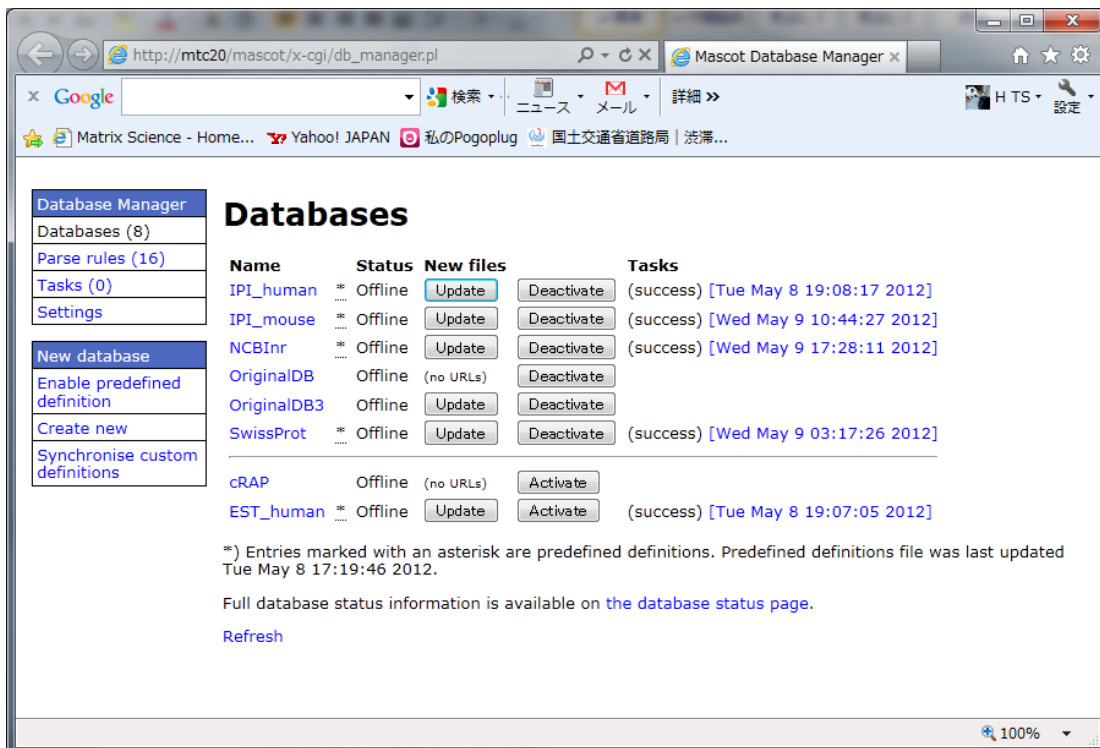 http://mtc20/mascot/x-cgi/db_manager.pl
Mascot Database Manager
Google 検索 ニュース メール 詳細 » H TS 設定
Matrix Science - Home... Yahoo! JAPAN 私のPogoplug 国土交通省道路局 | 渋滞...
Database Manager
Databases (8)
Parse rules (16)
Tasks (0)
Settings
New database
Enable predefined
definition
Create new
Synchronise custom
definitions
Databases
Name Status New files Tasks
IPI_human * Offline Update Deactivate (success) [Tue May 8 19:08:17 2012]
IPI_mouse * Offline Update Deactivate (success) [Wed May 9 10:44:27 2012]
NCBInr * Offline Update Deactivate (success) [Wed May 9 17:28:11 2012]
OriginalDB Offline (no URLs) Deactivate
OriginalDB3 Offline Update Deactivate
SwissProt * Offline Update Deactivate (success) [Wed May 9 03:17:26 2012]
cRAP Offline (no URLs) Activate
EST_human * Offline Update Activate (success) [Tue May 8 19:07:05 2012]
*) Entries marked with an asterisk are predefined definitions. Predefined definitions file was last updated
Tue May 8 17:19:46 2012.
Full database status information is available on the database status page.
Refresh
100%